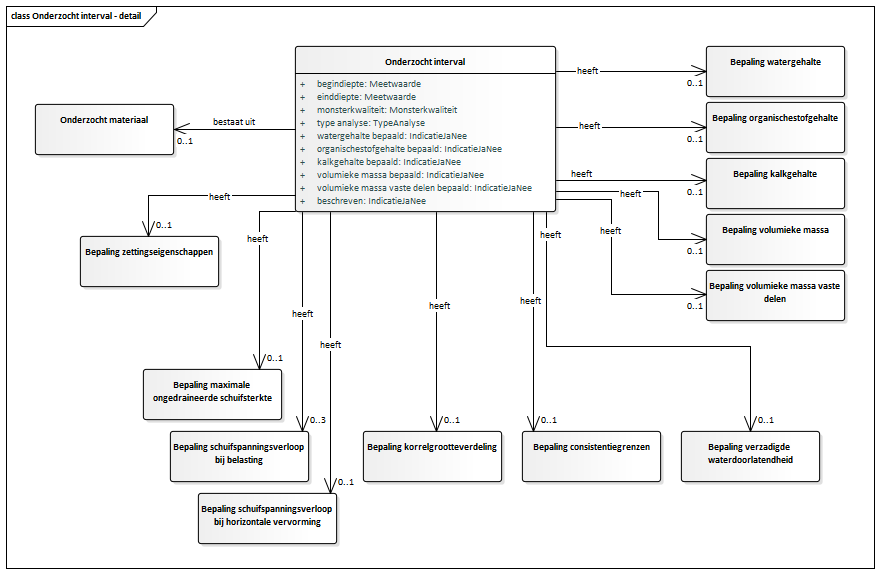 class Onderzocht interval - detail
Onderzocht interval
+ begindiepte: Meetwaarde
+ einddiepte: Meetwaarde
+ monsterkwaliteit: Monsterkwaliteit
+ type analyse: TypeAnalyse
+ watergehalte bepaald: IndicatieJaNee
+ organischestofgehalte bepaald: IndicatieJaNee
+ kalkgehalte bepaald: IndicatieJaNee
+ volumieke massa bepaald: IndicatieJaNee
+ volumieke massa vaste delen bepaald: IndicatieJaNee
+ beschreven: IndicatieJaNee
Onderzocht materiaal
bestaat uit
0..1
heeft
0..1
Bepaling watergehalte
heeft
0..1
Bepaling organischestofgehalte
heeft
0..1
Bepaling kalkgehalte
heeft
0..1
Bepaling volumieke massa
heeft
0..1
Bepaling volumieke massa vaste
delen
heeft
0..1
Bepaling zettingseigenschappen
heeft
0..1
Bepaling maximale
ongedraineerde schuifsterkte
heeft
0..3
Bepaling schuifspanningsverloop
bij belasting
heeft
0..1
Bepaling schuifspanningsverloop
bij horizontale vervorming
heeft
0..1
Bepaling korrelgrootteverdeling
heeft
0..1
Bepaling consistentiegrenzen
heeft
0..1
Bepaling verzadigde
waterdoorlatendheid